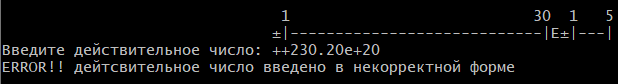 1 30 1 5
±|---------------------------|E±|---|
Введите действительное число: ++230.20e+20
ERROR!! дейтсвительное число введено в некорректной форме